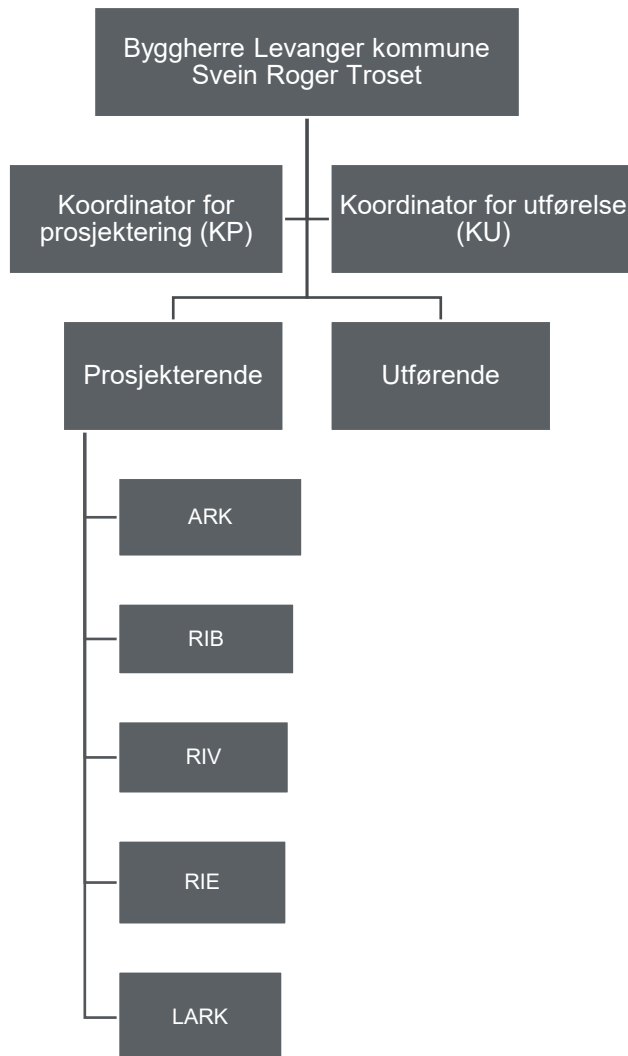 Byggherre Levanger kommune
Svein Roger Troset
Koordinator for
prosjektering (KP)
Koordinator for utførelse
(KU)
Prosjekterende
Utførende
ARK
RIB
RIV
RIE
LARK